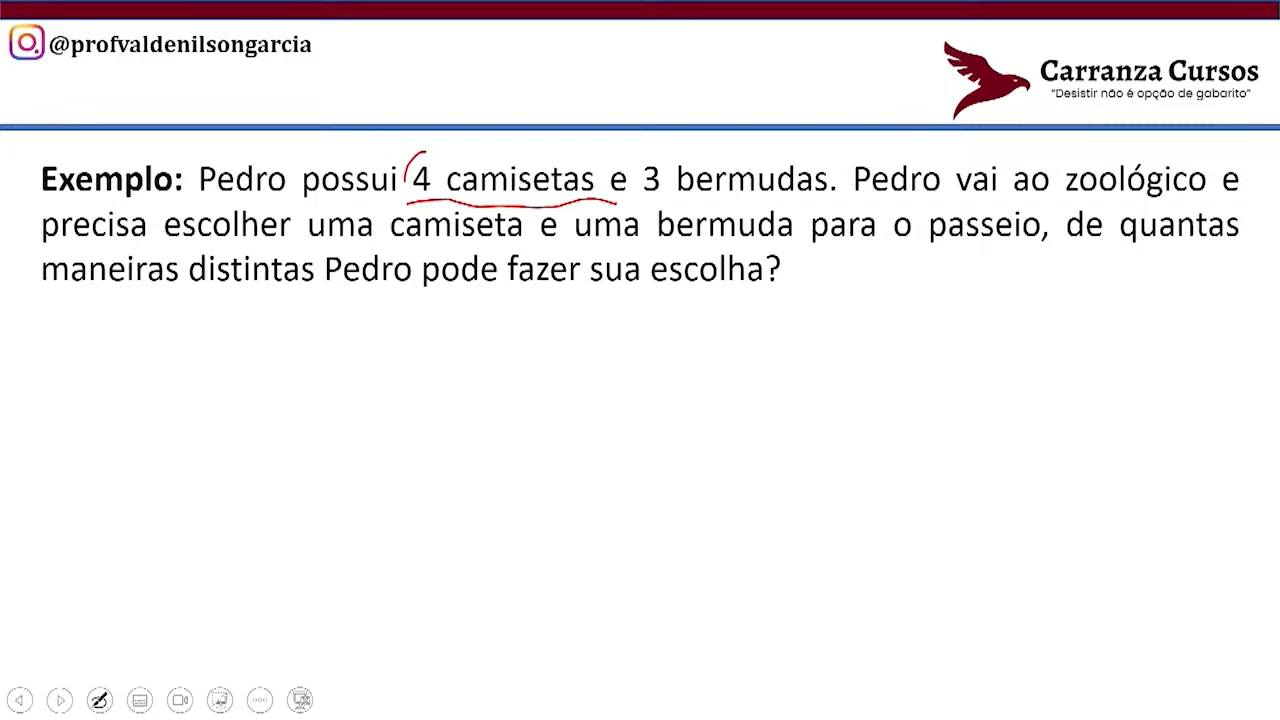 @profvaldenilsongarcia
Carranza Cursos
“Desistir não é opção de gabarito”
Exemplo: Pedro possui 4 camisetas e 3 bermudas. Pedro vai ao zoológico e
precisa escolher uma camiseta e uma bermuda para o passeio, de quantas
maneiras distintas Pedro pode fazer sua escolha?